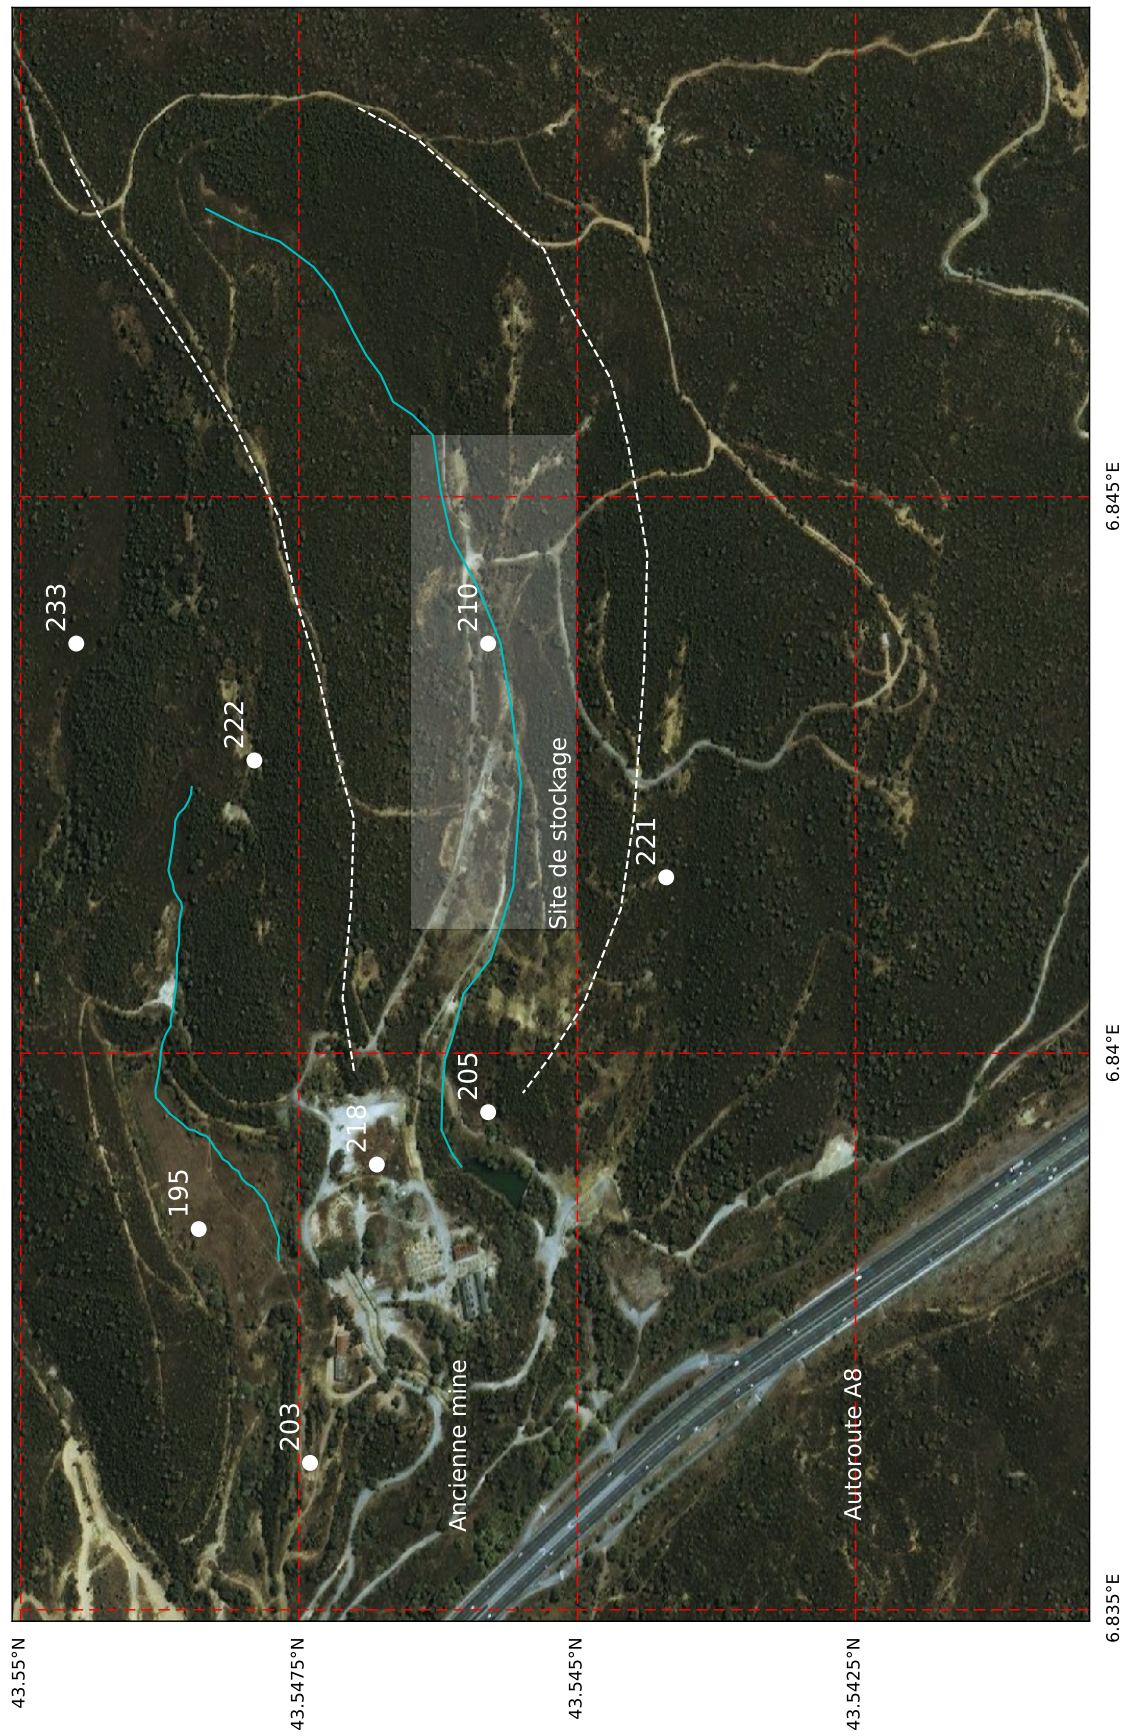 233
222
210
221
Site de stockage
205
218
195
203
Ancienne mine
Autoroute A8
43.55°N
43.5475°N
43.545°N
43.5425°N
6.835°E
6.84°E
6.845°E